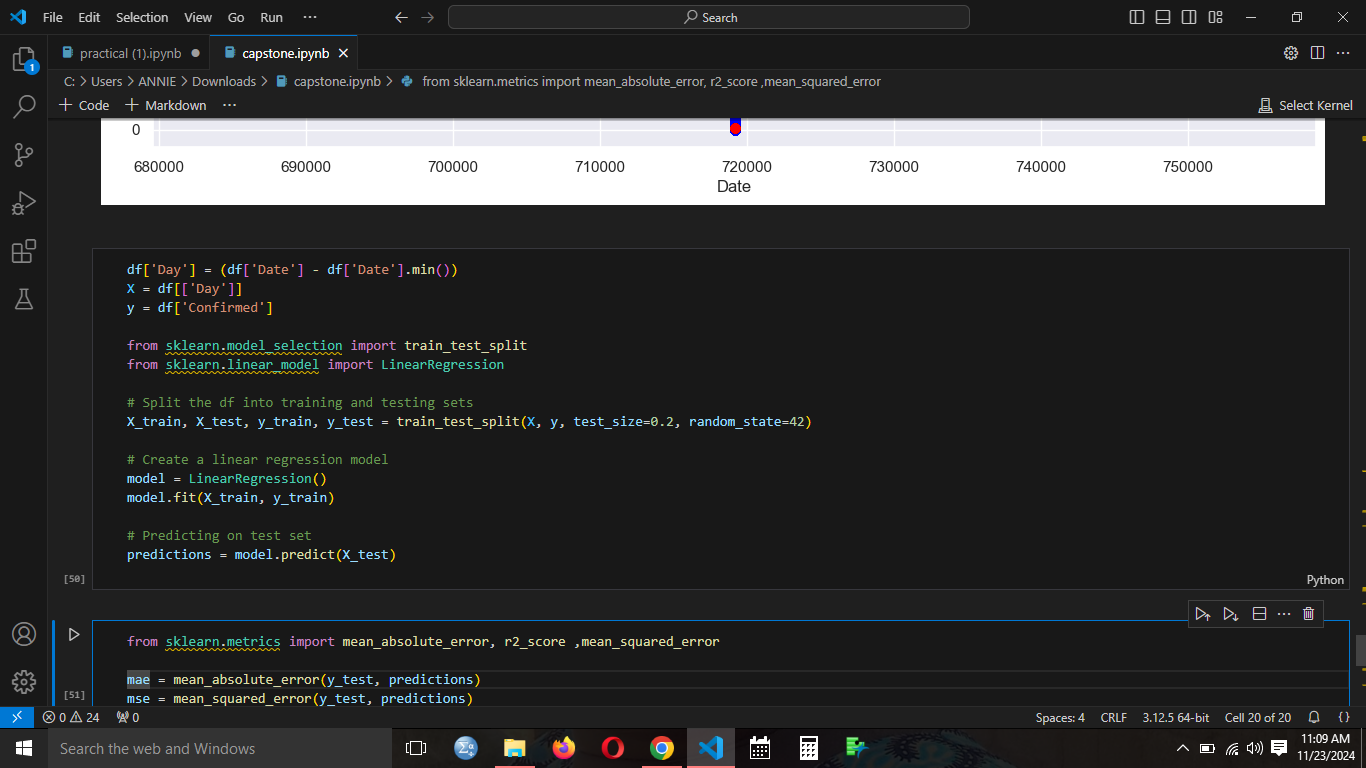 File Edit Selection View Go Run ··· Search
practical (1).ipynb capstone.ipynb
C: > Users > ANNIE > Downloads > capstone.ipynb > from sklearn.metrics import mean_absolute_error, r2_score ,mean_squared_error
+ Code + Markdown ··· Select Kernel
0
680000 690000 700000 710000 720000 730000 740000 750000
Date
df['Day'] = (df['Date'] - df['Date'].min())
X = df[['Day']]
y = df['Confirmed']
from sklearn.model_selection import train_test_split
from sklearn.linear_model import LinearRegression
# Split the df into training and testing sets
X_train, X_test, y_train, y_test = train_test_split(X, y, test_size=0.2, random_state=42)
# Create a linear regression model
model = LinearRegression()
model.fit(X_train, y_train)
# Predicting on test set
predictions = model.predict(X_test)
[50] Python
from sklearn.metrics import mean_absolute_error, r2_score ,mean_squared_error
mae = mean_absolute_error(y_test, predictions)
[51]
mse = mean_squared_error(y_test, predictions)
0 24 0 Spaces: 4 CRLF 3.12.5 64-bit Cell 20 of 20 {}
Search the web and Windows
11:09 AM
11/23/2024